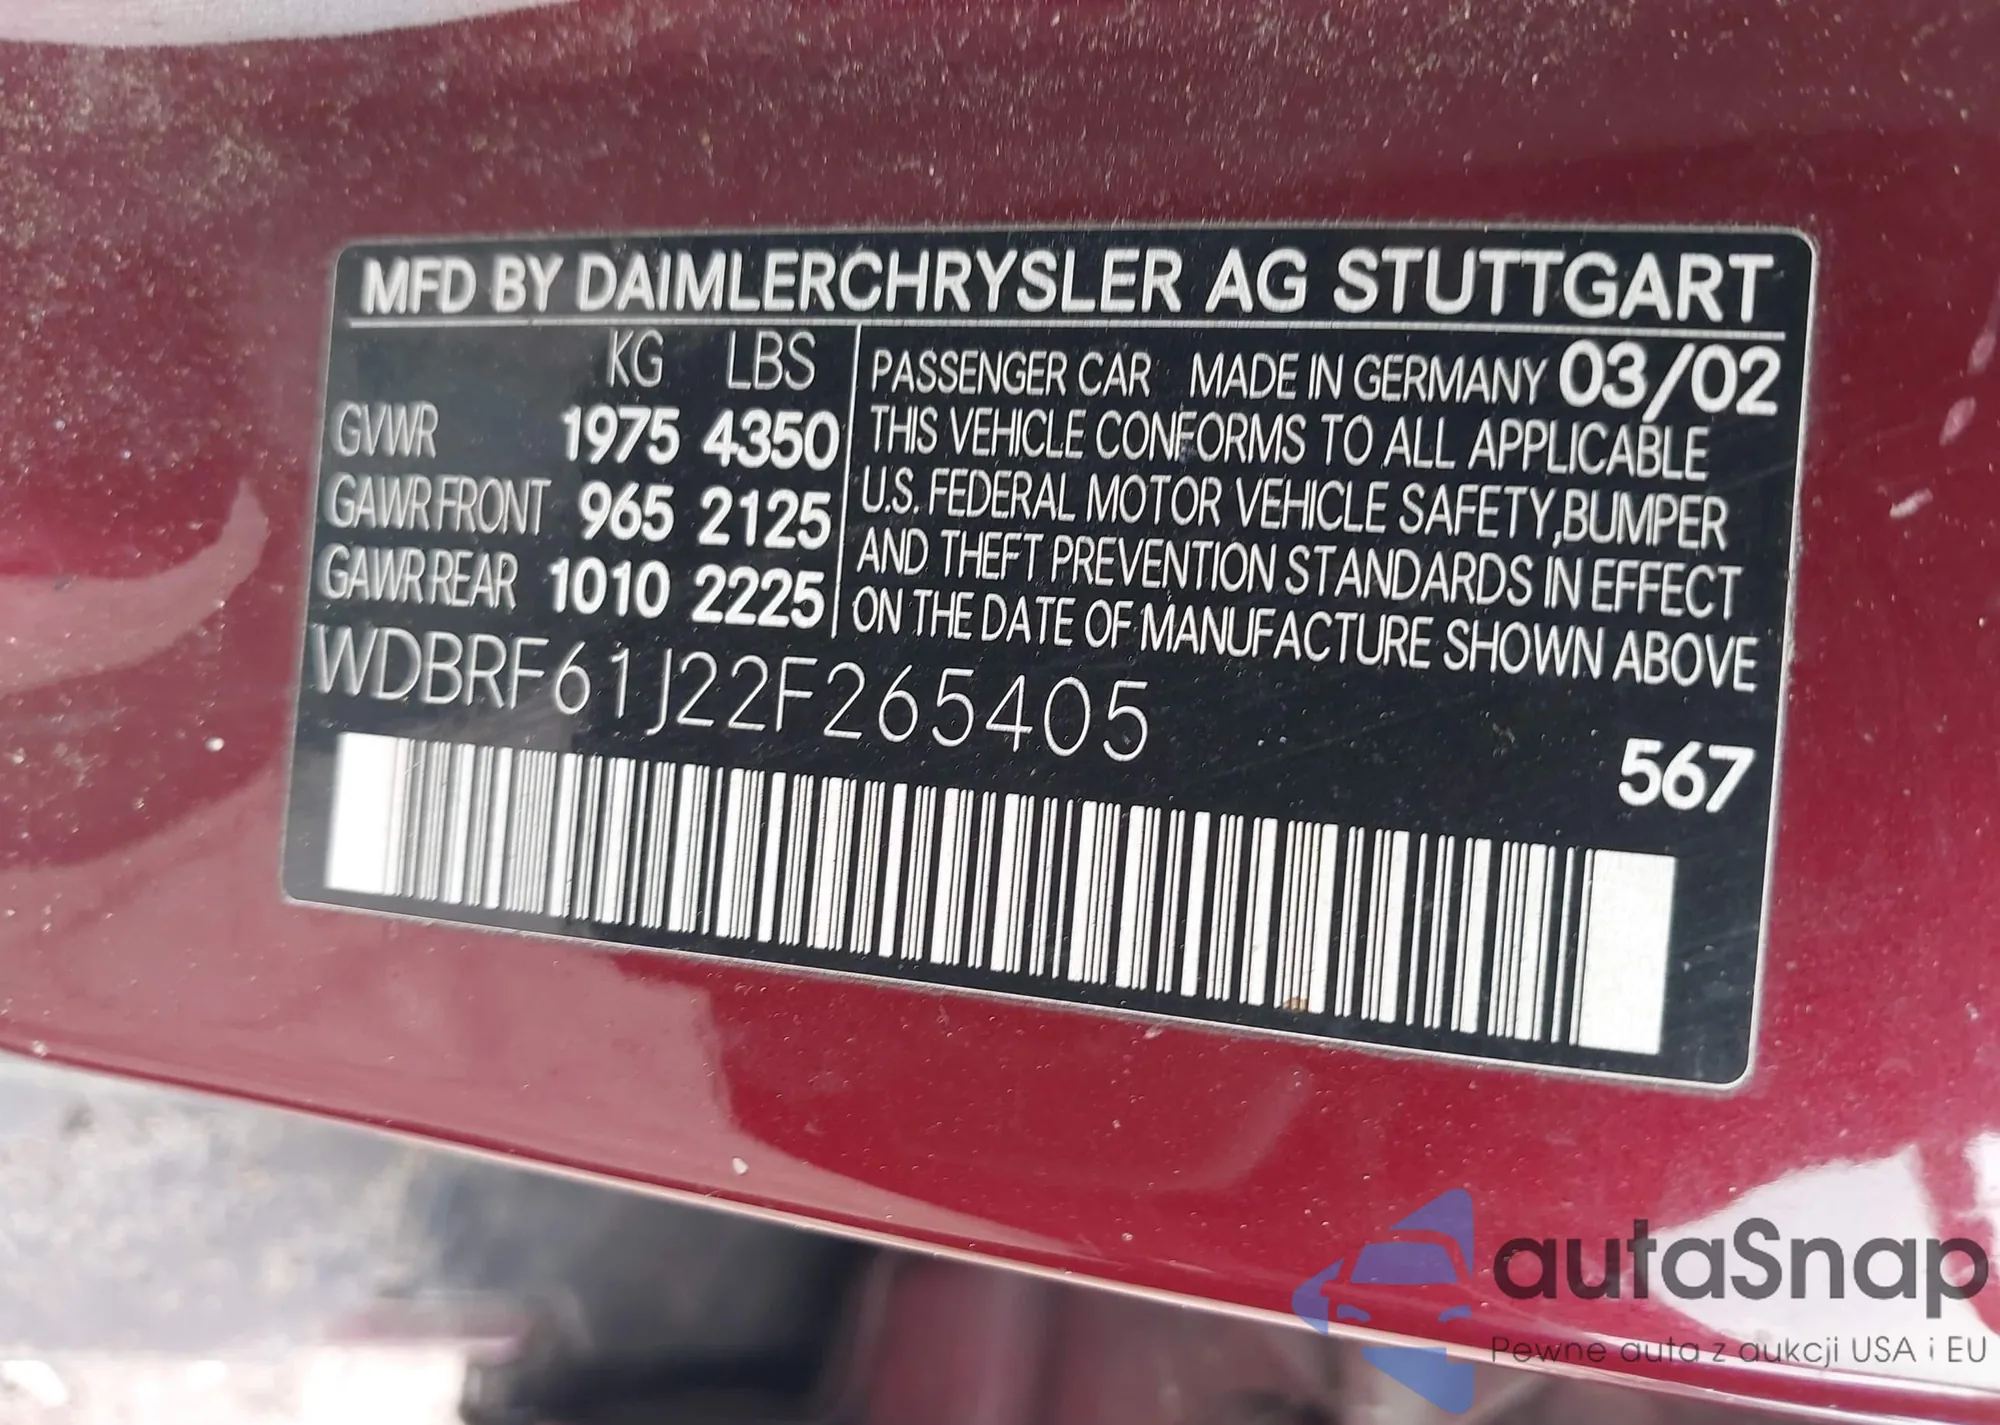 MFD BY DAIMLERCHRYSLER AG STUTTGART
KG LBS
GVWR 1975 4350
GAWR FRONT 965 2125
GAWR REAR 1010 2225
PASSENGER CAR MADE IN GERMANY 03/02
THIS VEHICLE CONFORMS TO ALL APPLICABLE
U.S. FEDERAL MOTOR VEHICLE SAFETY,BUMPER
AND THEFT PREVENTION STANDARDS IN EFFECT
ON THE DATE OF MANUFACTURE SHOWN ABOVE
WDBRF61J22F265405
567
autaSnap
Pewne auta z aukcji USA i EU